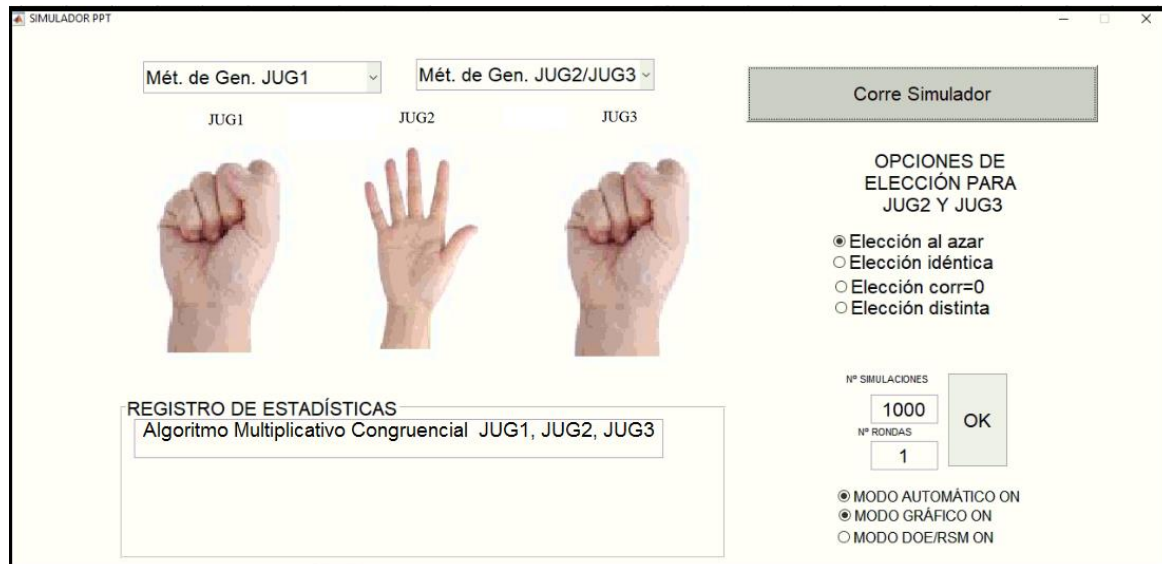 SIMULADOR PPT
Mét. de Gen. JUG1
Mét. de Gen. JUG2/JUG3
Corre Simulador
JUG1
JUG2
JUG3
OPCIONES DE
ELECCIÓN PARA
JUG2 Y JUG3
Elección al azar
Elección idéntica
Elección corr=0
Elección distinta
Nº SIMULACIONES
1000
Nº RONDAS
1
OK
REGISTRO DE ESTADÍSTICAS
Algoritmo Multiplicativo Congruencial JUG1, JUG2, JUG3
MODO AUTOMÁTICO ON
MODO GRÁFICO ON
MODO DOE/RSM ON